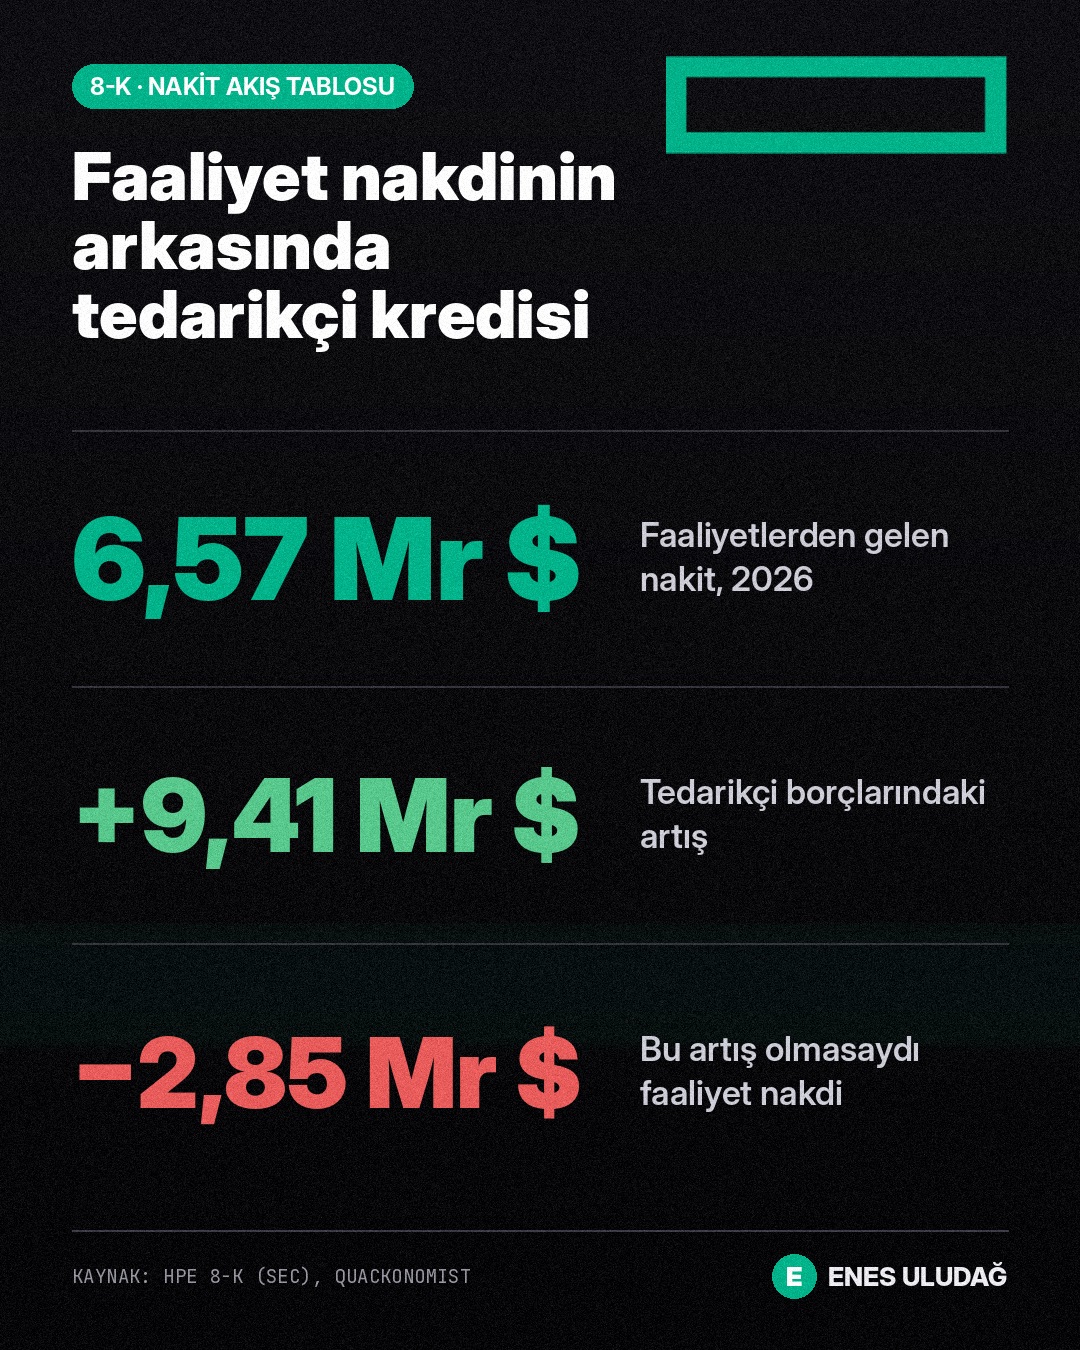 8-K · NAKİT AKIŞ TABLOSU
Faaliyet nakdinin
arkasında
tedarikçi kredisi
6,57 Mr $
Faaliyetlerden gelen
nakit, 2026
+9,41 Mr $
Tedarikçi borçlarındaki
artış
−2,85 Mr $
Bu artış olmasaydı
faaliyet nakdi
KAYNAK: HPE 8-K (SEC), QUACKONOMIST
E ENES ULUDAĞ